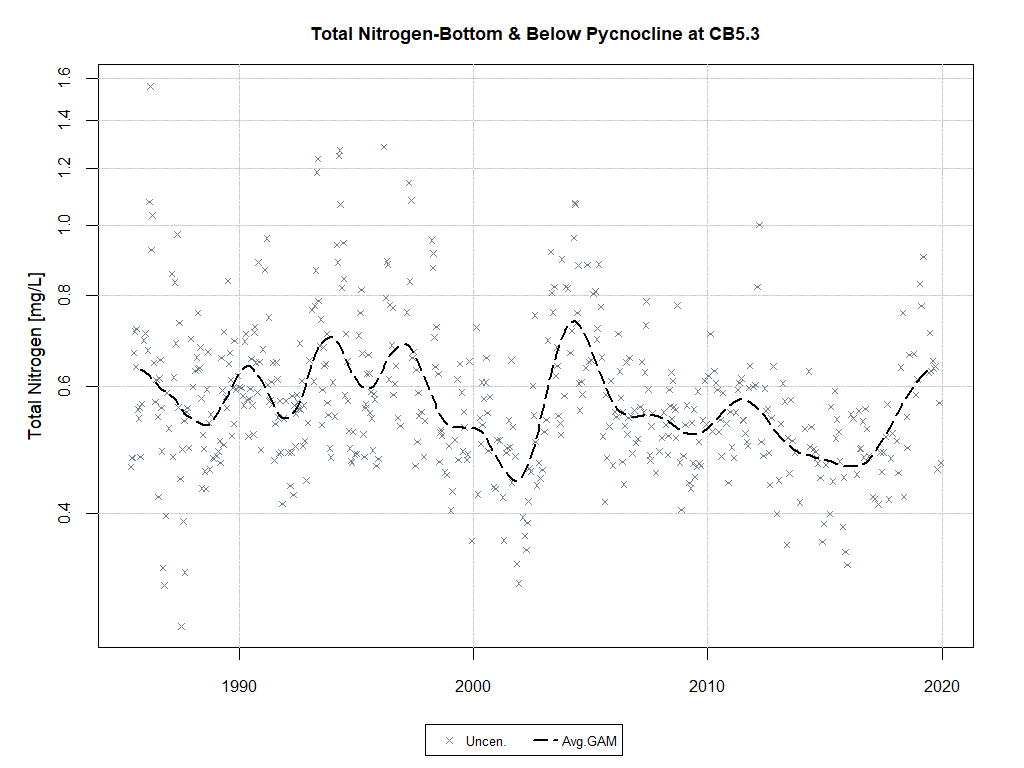 Total Nitrogen-Bottom & Below Pycnocline at CB5.3
1.6
1.4
1.2
1.0
0.8
0.6
0.4
Total Nitrogen [mg/L]
1990 2000 2010 2020
Uncen. Avg.GAM